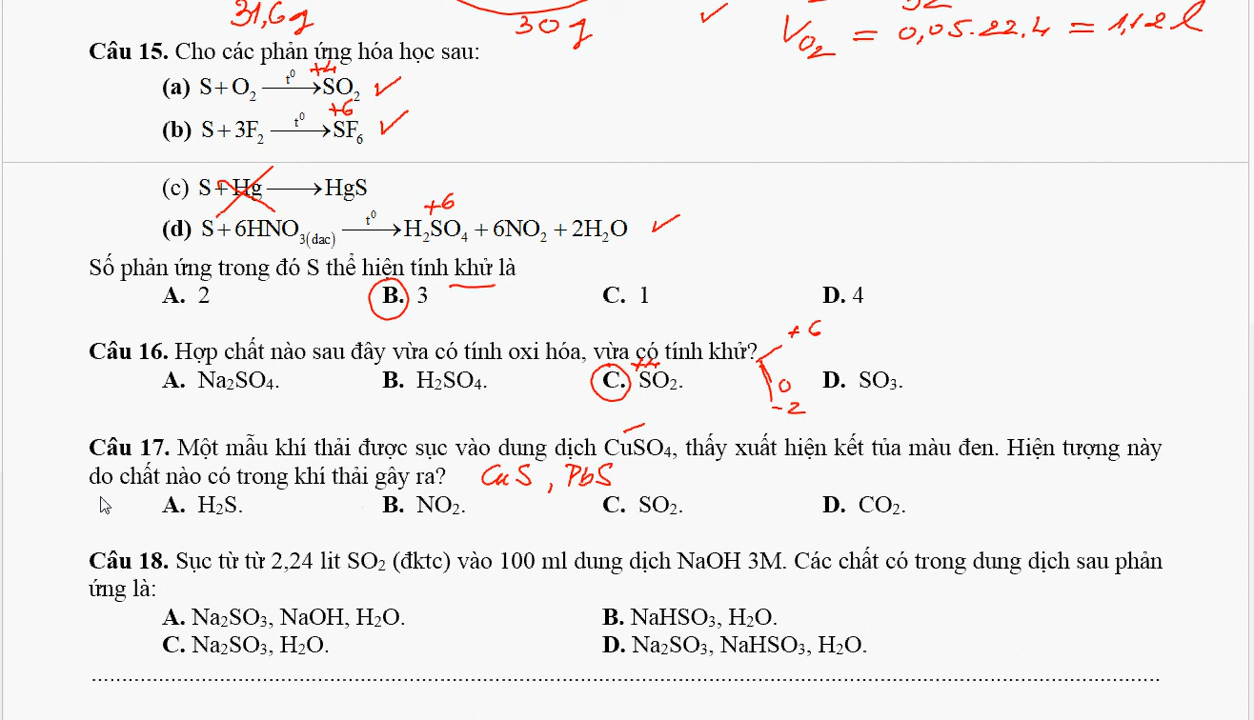 31,6g 30g V O₂ = 0,05.22,4 = 1,12 l
Câu 15. Cho các phản ứng hóa học sau:
+4
(a) S+O₂ —t⁰→ SO₂
+6
(b) S+3F₂ —t⁰→ SF₆
(c) S+Hg ——→ HgS
+6
(d) S+6HNO₃(dac) —t⁰→ H₂SO₄ + 6NO₂ + 2H₂O
Số phản ứng trong đó S thể hiện tính khử là
A. 2 B. 3 C. 1 D. 4
+6
Câu 16. Hợp chất nào sau đây vừa có tính oxi hóa, vừa có tính khử?
+4
A. Na₂SO₄. B. H₂SO₄. C. SO₂. 0 D. SO₃.
-2
Câu 17. Một mẫu khí thải được sục vào dung dịch CuSO₄, thấy xuất hiện kết tủa màu đen. Hiện tượng này
do chất nào có trong khí thải gây ra? CuS, PbS
A. H₂S. B. NO₂. C. SO₂. D. CO₂.
Câu 18. Sục từ từ 2,24 lit SO₂ (đktc) vào 100 ml dung dịch NaOH 3M. Các chất có trong dung dịch sau phản
ứng là:
A. Na₂SO₃, NaOH, H₂O. B. NaHSO₃, H₂O.
C. Na₂SO₃, H₂O. D. Na₂SO₃, NaHSO₃, H₂O.